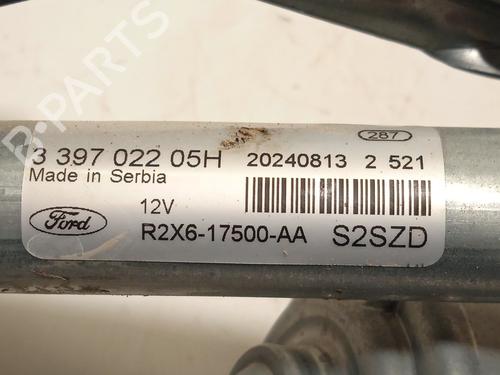 287
3 397 022 05H 20240813 2 521
Made in Serbia
12V
Ford
R2X6-17500-AA S2SZD
B-PARTS